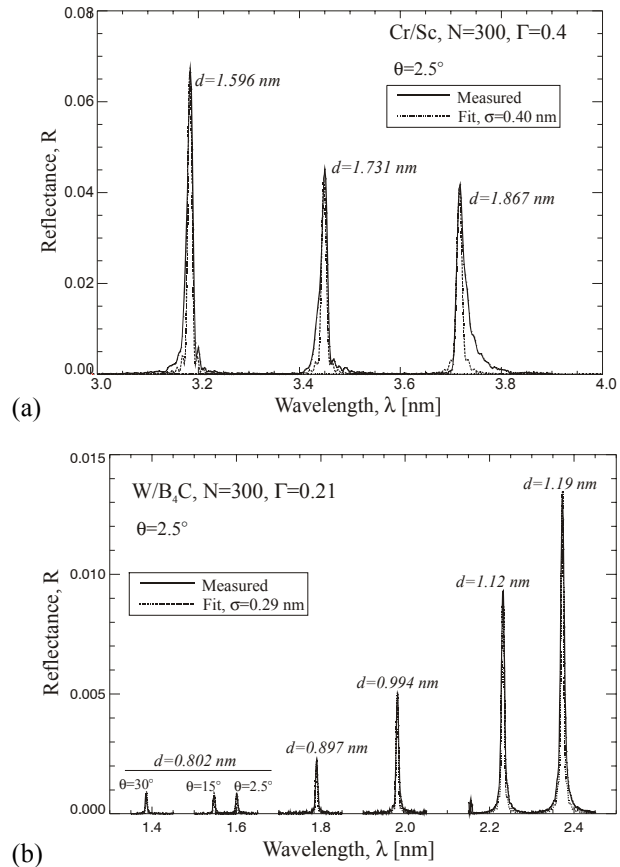 Cr/Sc, N=300, Γ=0.4
θ=2.5°
Measured
Fit, σ=0.40 nm
d=1.596 nm
d=1.731 nm
d=1.867 nm
Reflectance, R
0.08
0.06
0.04
0.02
0.00
3.0
3.2
3.4
3.6
3.8
4.0
Wavelength, λ [nm]
(a)
W/B₄C, N=300, Γ=0.21
θ=2.5°
Measured
Fit, σ=0.29 nm
d=1.19 nm
d=1.12 nm
d=0.994 nm
d=0.897 nm
d=0.802 nm
θ=30°
θ=15°
θ=2.5°
Reflectance, R
0.015
0.010
0.005
0.000
1.4
1.6
1.8
2.0
2.2
2.4
Wavelength, λ [nm]
(b)